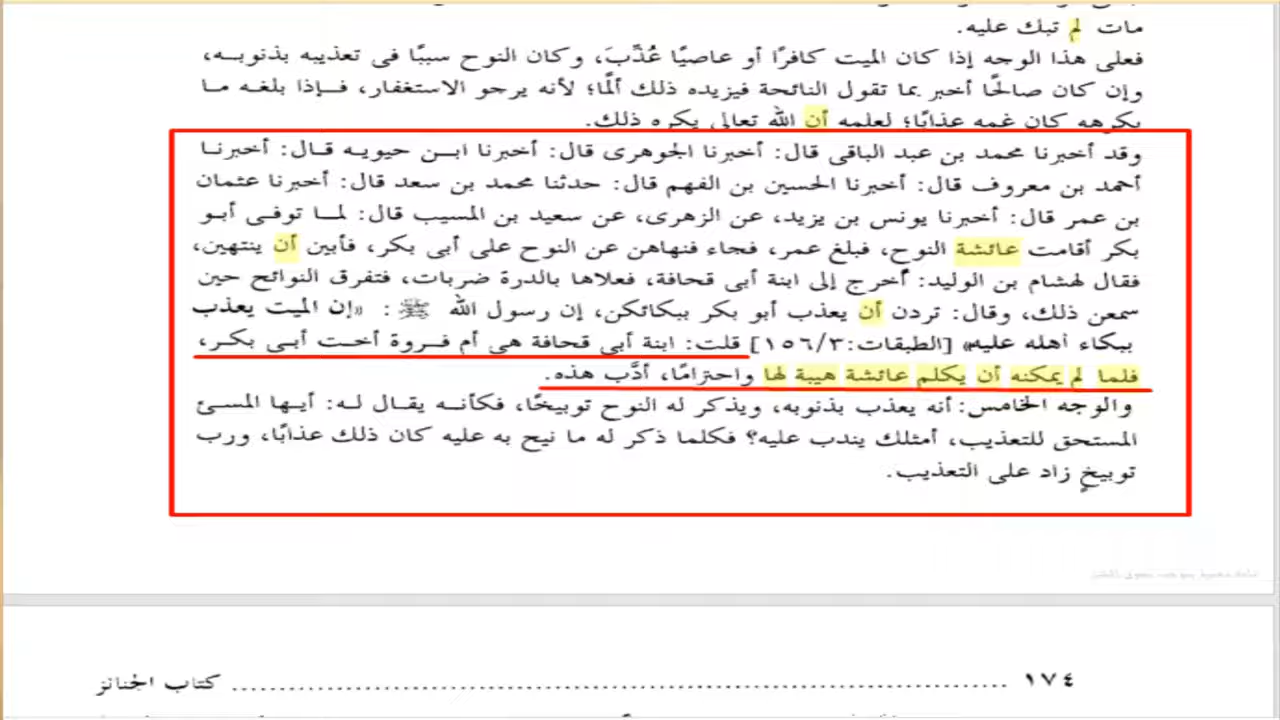 مات لم تبك عليه.
فعلى هذا الوجه إذا كان الميت كافرًا أو عاصيًا عُذِّبَ، وكان النوح سببًا فى تعذيبه بذنوبه،
وإن كان صالحًا أخبر بما تقول النائحة فيزيده ذلك ألمًا؛ لأنه يرجو الاستغفار، فإذا بلغه ما
يكرهه كان غمه عذابًا؛ لعلمه أن الله تعالى يكره ذلك.
وقد أخبرنا محمد بن عبد الباقى قال: أخبرنا الجوهرى قال: أخبرنا ابن حيويه قال: أخبرنا
أحمد بن معروف قال: أخبرنا الحسين بن الفهم قال: حدثنا محمد بن سعد قال: أخبرنا عثمان
بن عمر قال: أخبرنا يونس بن يزيد، عن الزهرى، عن سعيد بن المسيب قال: لما توفى أبو
بكر أقامت عائشة النوح، فبلغ عمر، فجاء فنهاهن عن النوح على أبى بكر، فأبين أن ينتهين،
فقال لهشام بن الوليد: أخرج إلى ابنة أبى قحافة، فعلاها بالدرة ضربات، فتفرق النوائح حين
سمعن ذلك، وقال: تردن أن يعذب أبو بكر ببكائكن، إن رسول الله ﷺ : «إن الميت يعذب
ببكاء أهله عليه» [الطبقات:٣/١٥٦] قلت: ابنة أبى قحافة هى أم فروة أخت أبى بكر،
فلما لم يمكنه أن يكلم عائشة هيبة لها واحترامًا، أدَّب هذه.
والوجه الخامس: أنه يعذب بذنوبه، ويذكر له النوح توبيخًا، فكأنه يقال له: أيها المسئ
المستحق للتعذيب، أمثلك يندب عليه؟ فكلما ذكر له ما نيح به عليه كان ذلك عذابًا، ورب
توبيخٍ زاد على التعذيب.
١٧٤ ........ كتاب الجنائز